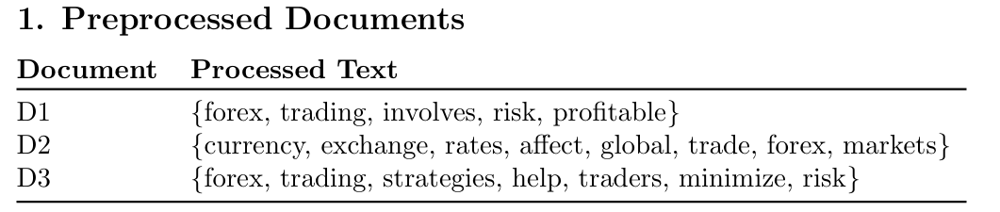 1. Preprocessed Documents
Document Processed Text
D1 {forex, trading, involves, risk, profitable}
D2 {currency, exchange, rates, affect, global, trade, forex, markets}
D3 {forex, trading, strategies, help, traders, minimize, risk}